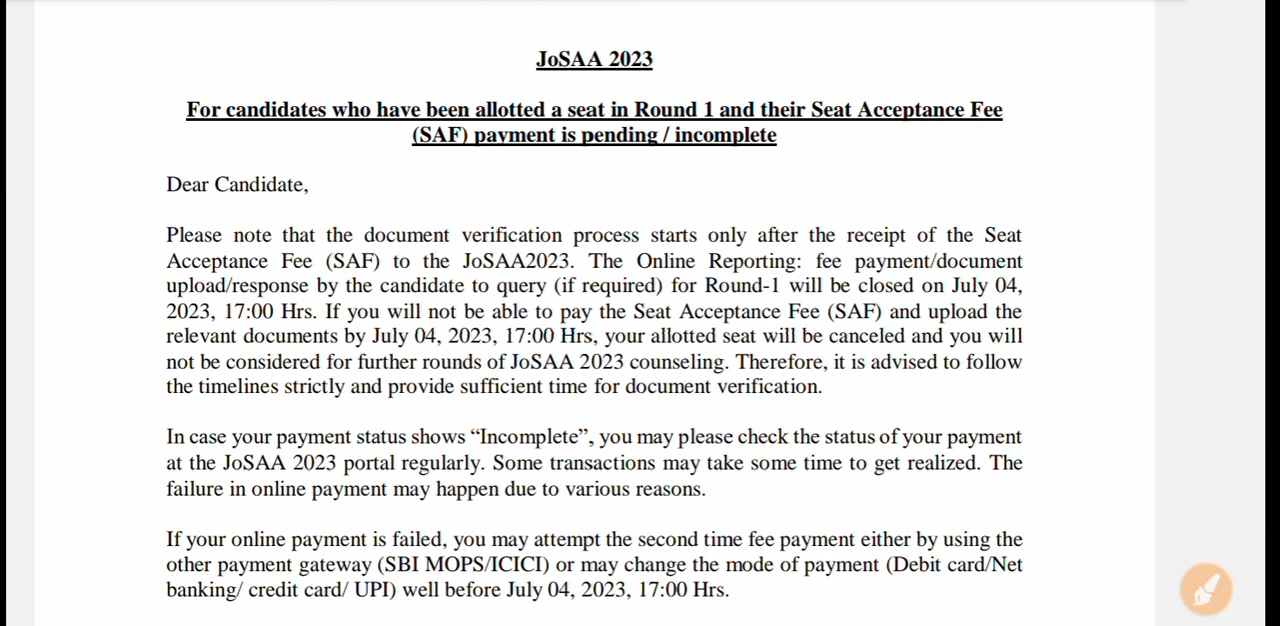 JoSAA 2023
For candidates who have been allotted a seat in Round 1 and their Seat Acceptance Fee
(SAF) payment is pending / incomplete
Dear Candidate,
Please note that the document verification process starts only after the receipt of the Seat
Acceptance Fee (SAF) to the JoSAA2023. The Online Reporting: fee payment/document
upload/response by the candidate to query (if required) for Round-1 will be closed on July 04,
2023, 17:00 Hrs. If you will not be able to pay the Seat Acceptance Fee (SAF) and upload the
relevant documents by July 04, 2023, 17:00 Hrs, your allotted seat will be canceled and you will
not be considered for further rounds of JoSAA 2023 counseling. Therefore, it is advised to follow
the timelines strictly and provide sufficient time for document verification.
In case your payment status shows “Incomplete”, you may please check the status of your payment
at the JoSAA 2023 portal regularly. Some transactions may take some time to get realized. The
failure in online payment may happen due to various reasons.
If your online payment is failed, you may attempt the second time fee payment either by using the
other payment gateway (SBI MOPS/ICICI) or may change the mode of payment (Debit card/Net
banking/ credit card/ UPI) well before July 04, 2023, 17:00 Hrs.